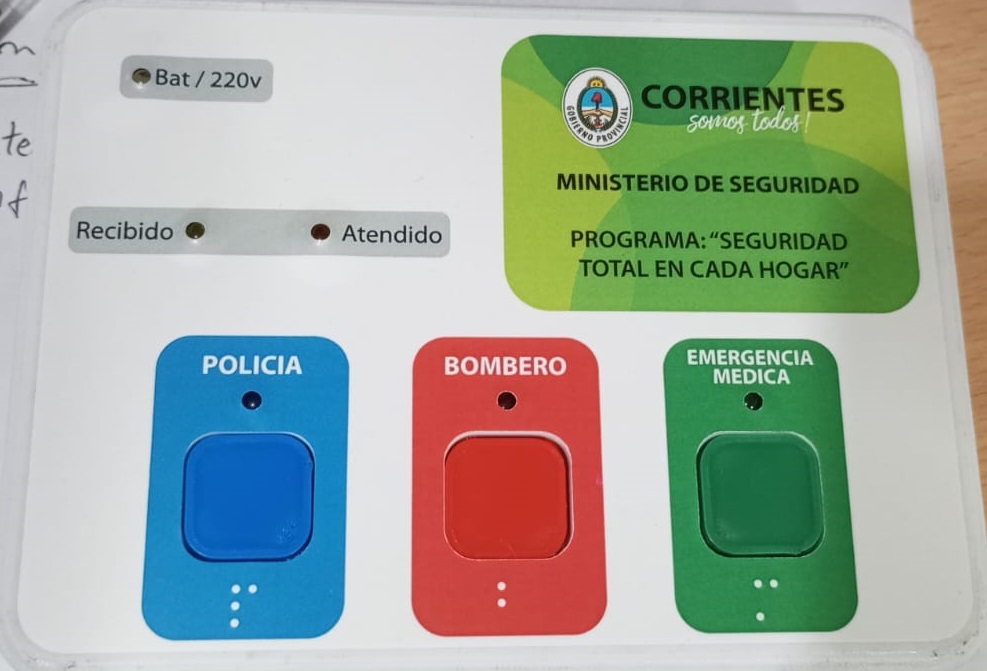 Bat / 220v
GOBIERNO PROVINCIAL
CORRIENTES
somos todos!
MINISTERIO DE SEGURIDAD
PROGRAMA: “SEGURIDAD
TOTAL EN CADA HOGAR”
Recibido
Atendido
POLICIA
BOMBERO
EMERGENCIA
MEDICA
⠏
⠃
⠍
te